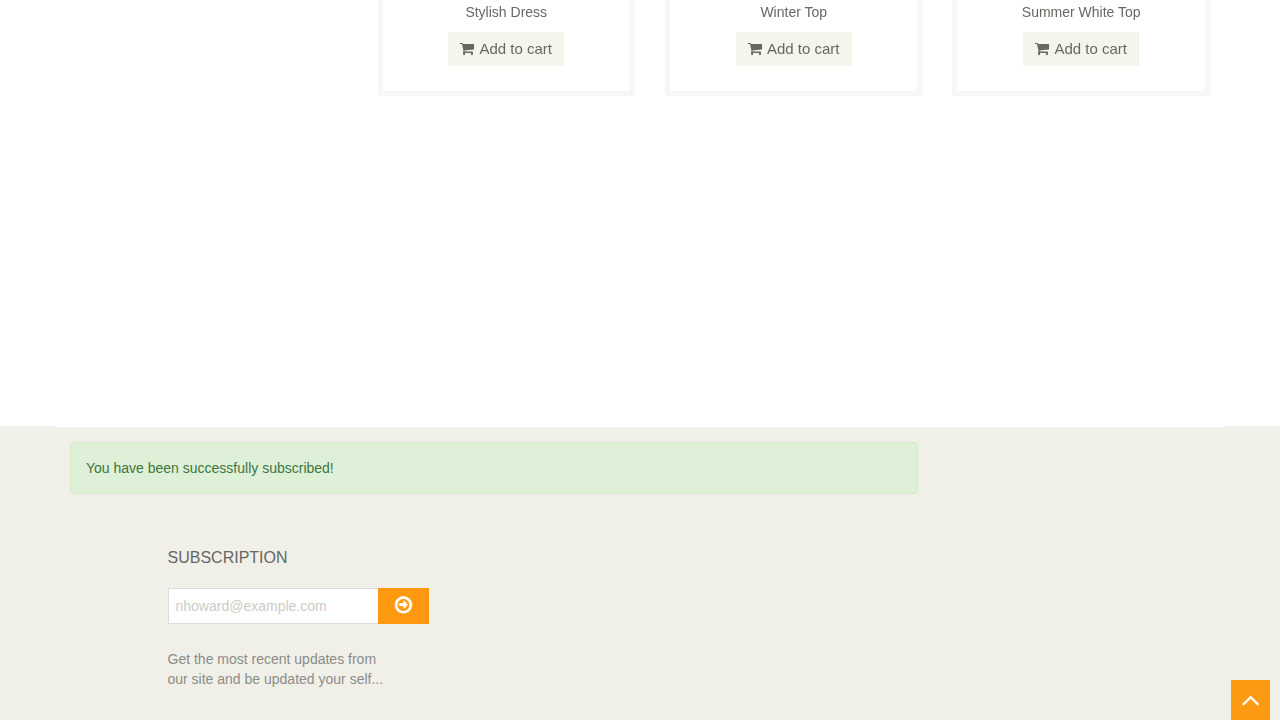 Stylish Dress
Add to cart
Winter Top
Add to cart
Summer White Top
Add to cart
You have been successfully subscribed!
SUBSCRIPTION
nhoward@example.com
Get the most recent updates from
our site and be updated your self...